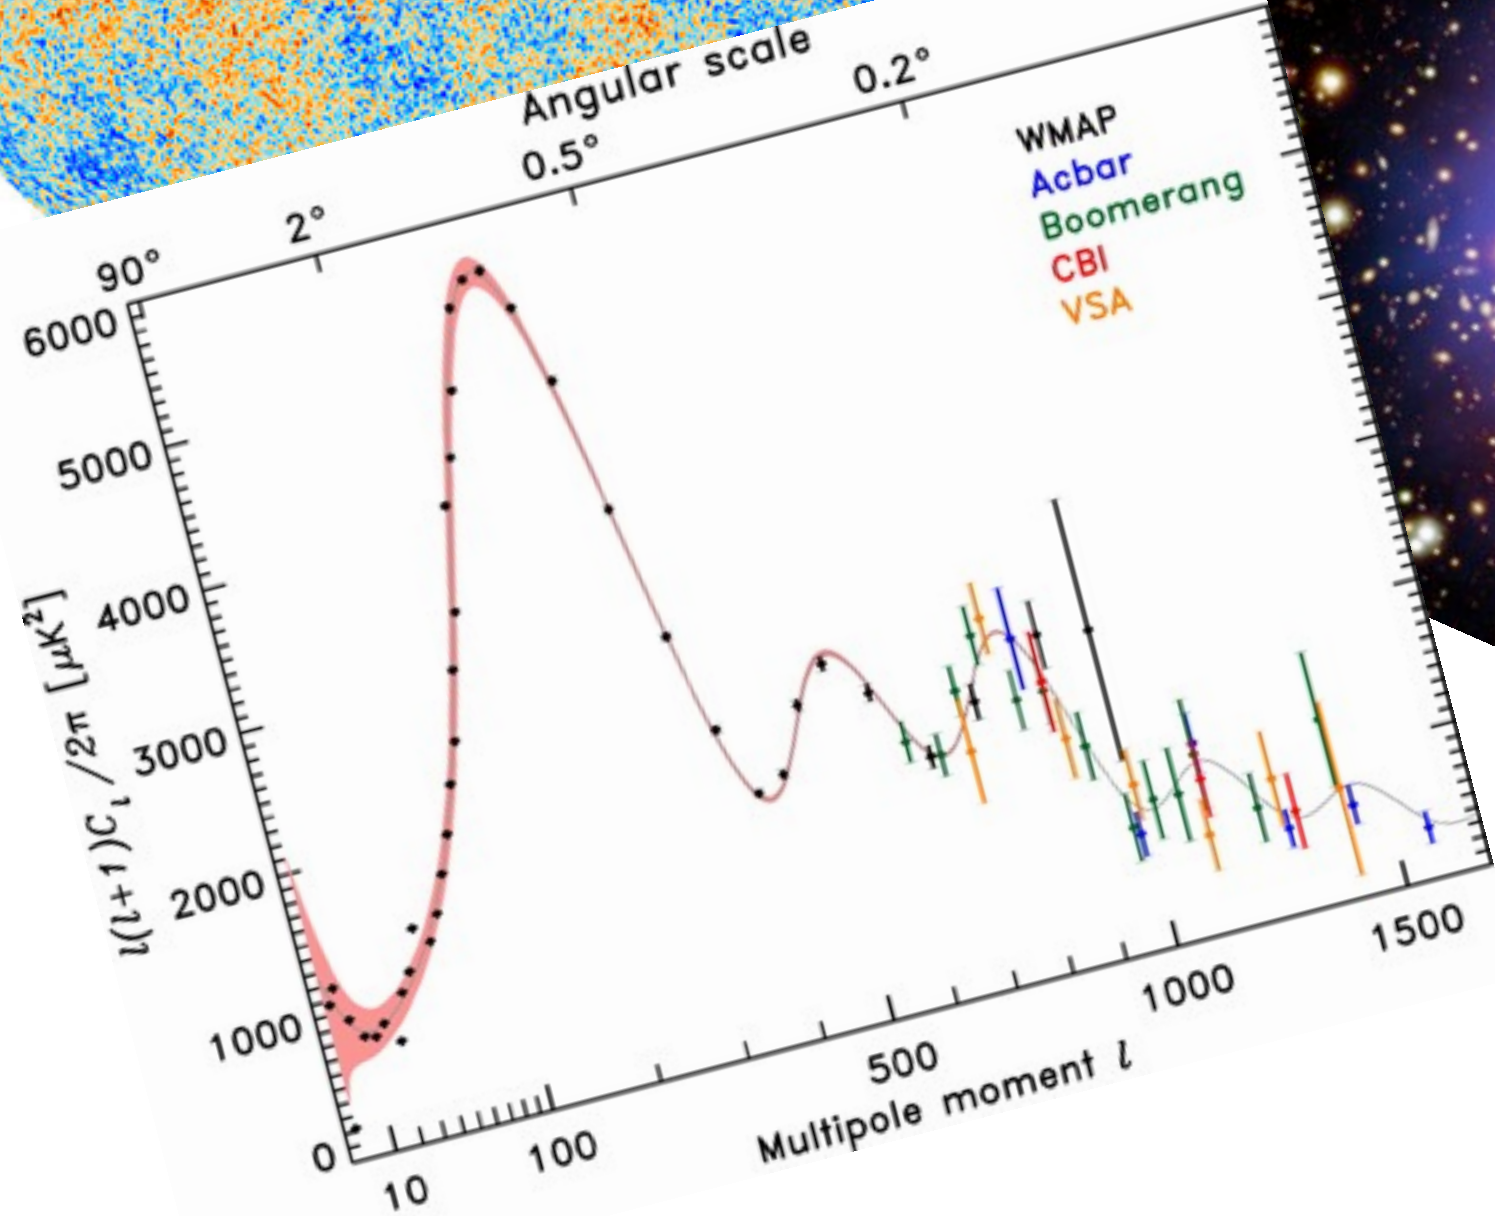 Angular scale
90° 2° 0.5° 0.2°
WMAP
Acbar
Boomerang
CBI
VSA
6000
5000
4000
3000
2000
1000
0
l(l+1)Cl/2π [μK²]
10 100 500 1000 1500
Multipole moment l